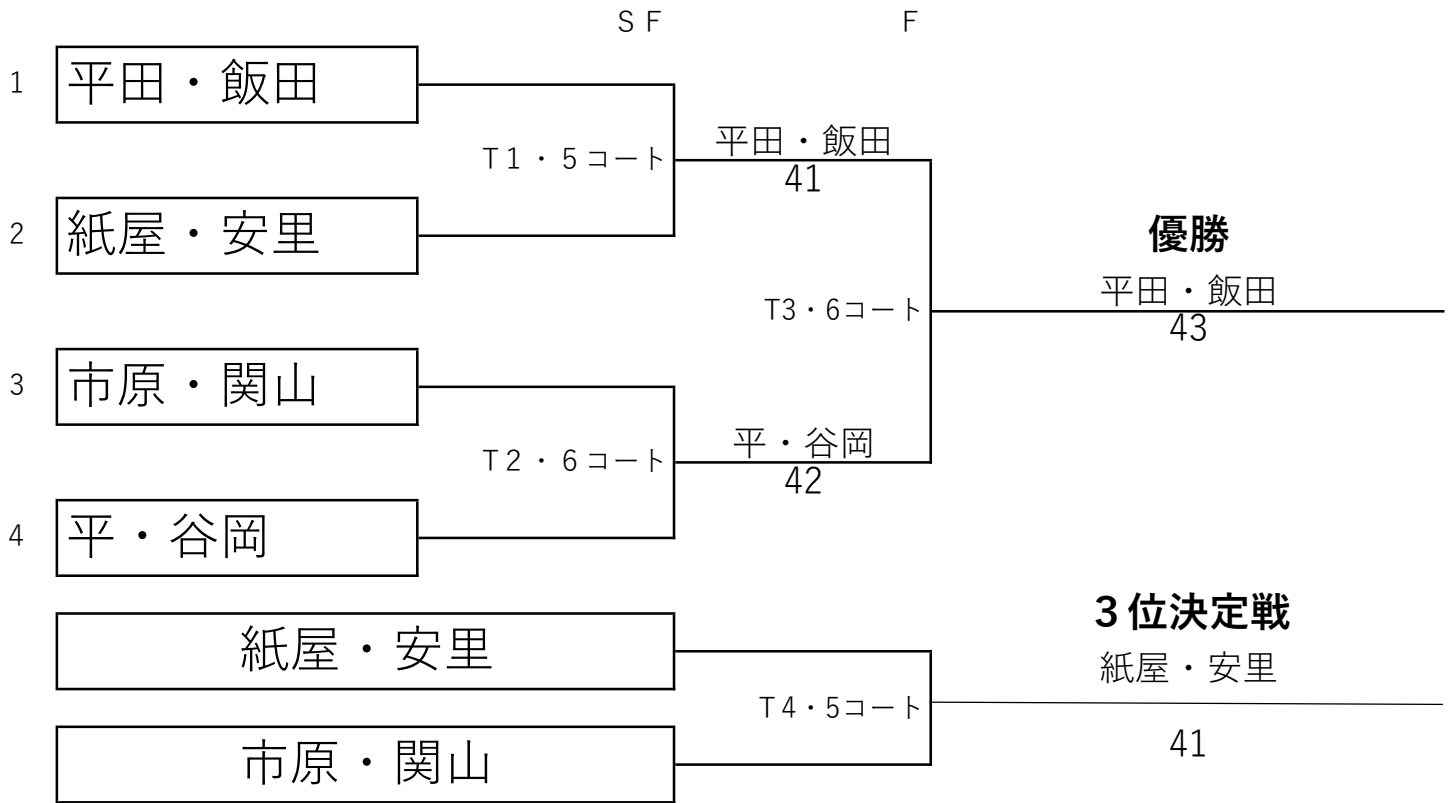 ＳＦ
Ｆ
1
平田・飯田
Ｔ１・５コート
平田・飯田
41
2
紙屋・安里
優勝
T3・6コート
平田・飯田
43
3
市原・関山
Ｔ２・６コート
平・谷岡
42
4
平・谷岡
３位決定戦
紙屋・安里
紙屋・安里
Ｔ４・５コート
41
市原・関山